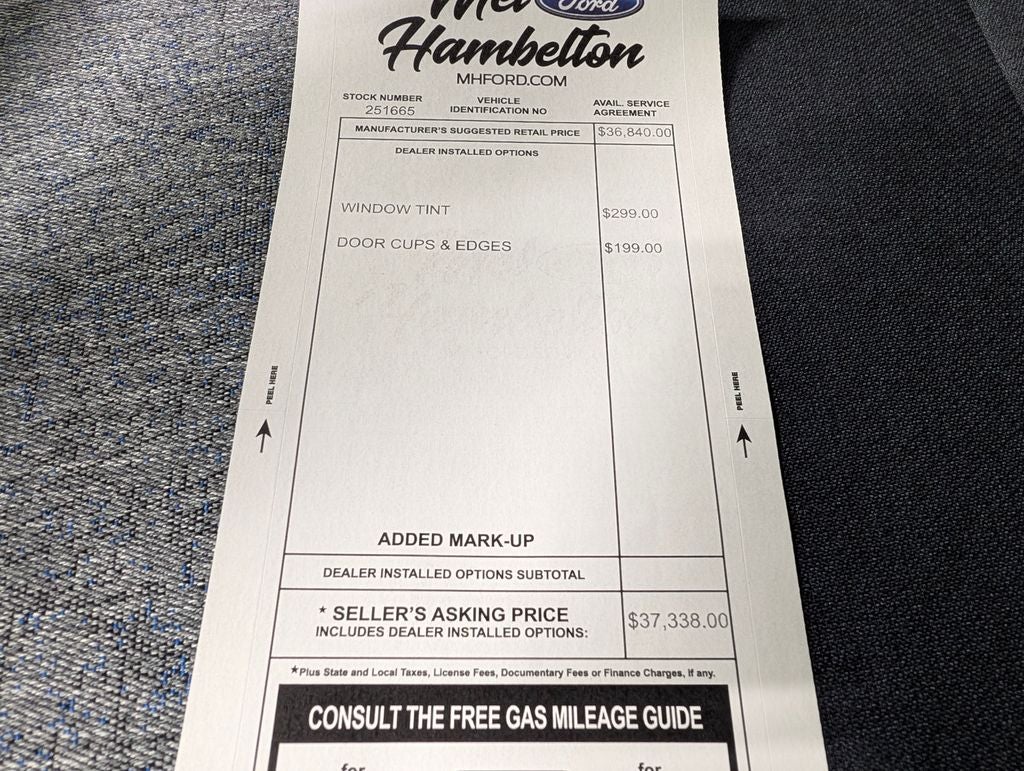 Mel Ford
Hambelton
MHFORD.COM
STOCK NUMBER
251665
VEHICLE
IDENTIFICATION NO
AVAIL. SERVICE
AGREEMENT
MANUFACTURER'S SUGGESTED RETAIL PRICE $36,840.00
DEALER INSTALLED OPTIONS
WINDOW TINT $299.00
DOOR CUPS & EDGES $199.00
PEEL HERE
PEEL HERE
ADDED MARK-UP
DEALER INSTALLED OPTIONS SUBTOTAL
* SELLER'S ASKING PRICE
INCLUDES DEALER INSTALLED OPTIONS:
$37,338.00
*Plus State and Local Taxes, License Fees, Documentary Fees or Finance Charges, if any.
CONSULT THE FREE GAS MILEAGE GUIDE
for for